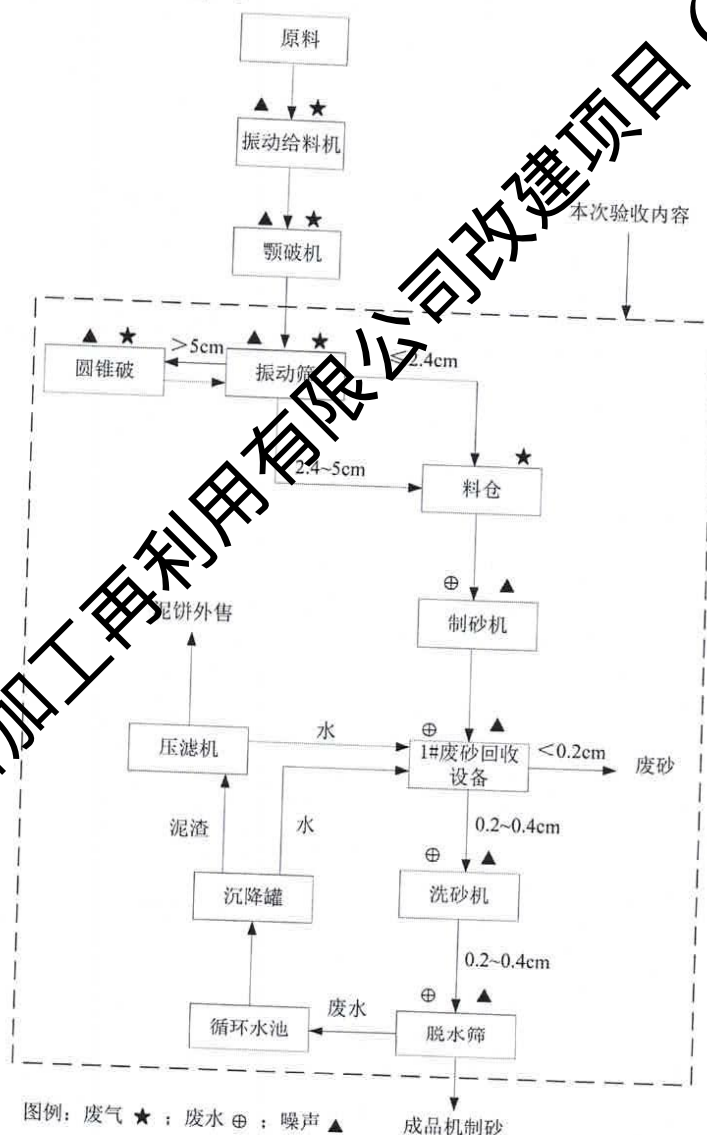 原料
▲ ★
振动给料机
▲ ★
颚破机
本次验收内容
▲ ★
圆锥破
>5cm
▲ ★
振动筛
≤2.4cm
2.4~5cm
★
料仓
⊕ ▲
制砂机
泥饼外售
压滤机
水
⊕ ▲
1#废砂回收
设备
<0.2cm
废砂
泥渣
水
0.2~0.4cm
⊕ ▲
沉降罐
洗砂机
0.2~0.4cm
⊕ ▲
循环水池
废水
脱水筛
图例:废气 ★ ;废水 ⊕ ;噪声 ▲
成品机制砂
加工再利用有限公司改建项目(